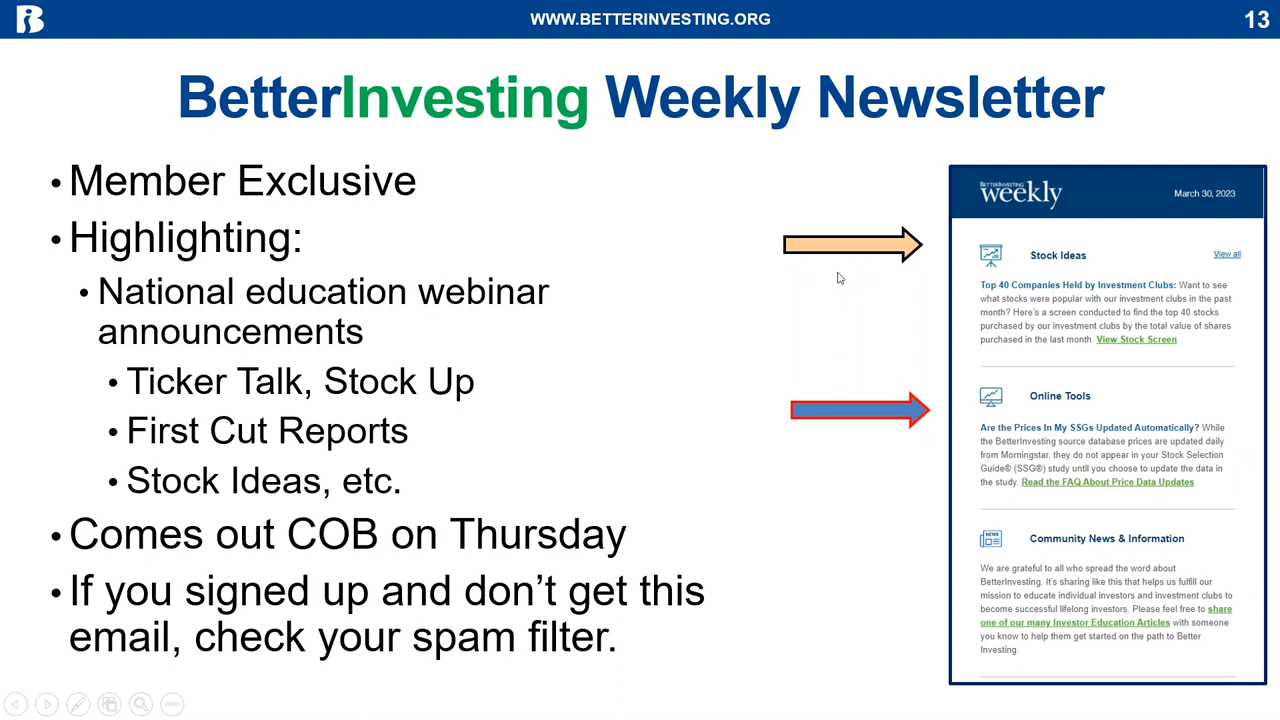 WWW.BETTERINVESTING.ORG
13
BetterInvesting Weekly Newsletter
• Member Exclusive
• Highlighting:
• National education webinar
announcements
• Ticker Talk, Stock Up
• First Cut Reports
• Stock Ideas, etc.
• Comes out COB on Thursday
• If you signed up and don’t get this
email, check your spam filter.
BETTERINVESTING
weekly
March 30, 2023
Stock Ideas
View all
Top 40 Companies Held by Investment Clubs: Want to see
what stocks were popular with our investment clubs in the past
month? Here's a screen conducted to find the top 40 stocks
purchased by our investment clubs by the total value of shares
purchased in the last month. View Stock Screen
Online Tools
Are the Prices In My SSGs Updated Automatically? While
the BetterInvesting source database prices are updated daily
from Morningstar, they do not appear in your Stock Selection
Guide® (SSG®) study until you choose to update the data in
the study. Read the FAQ About Price Data Updates
NEWS
Community News & Information
We are grateful to all who spread the word about
BetterInvesting. It's sharing like this that helps us fulfill our
mission to educate individual investors and investment clubs to
become successful lifelong investors. Please feel free to share
one of our many Investor Education Articles with someone
you know to help them get started on the path to Better
Investing.